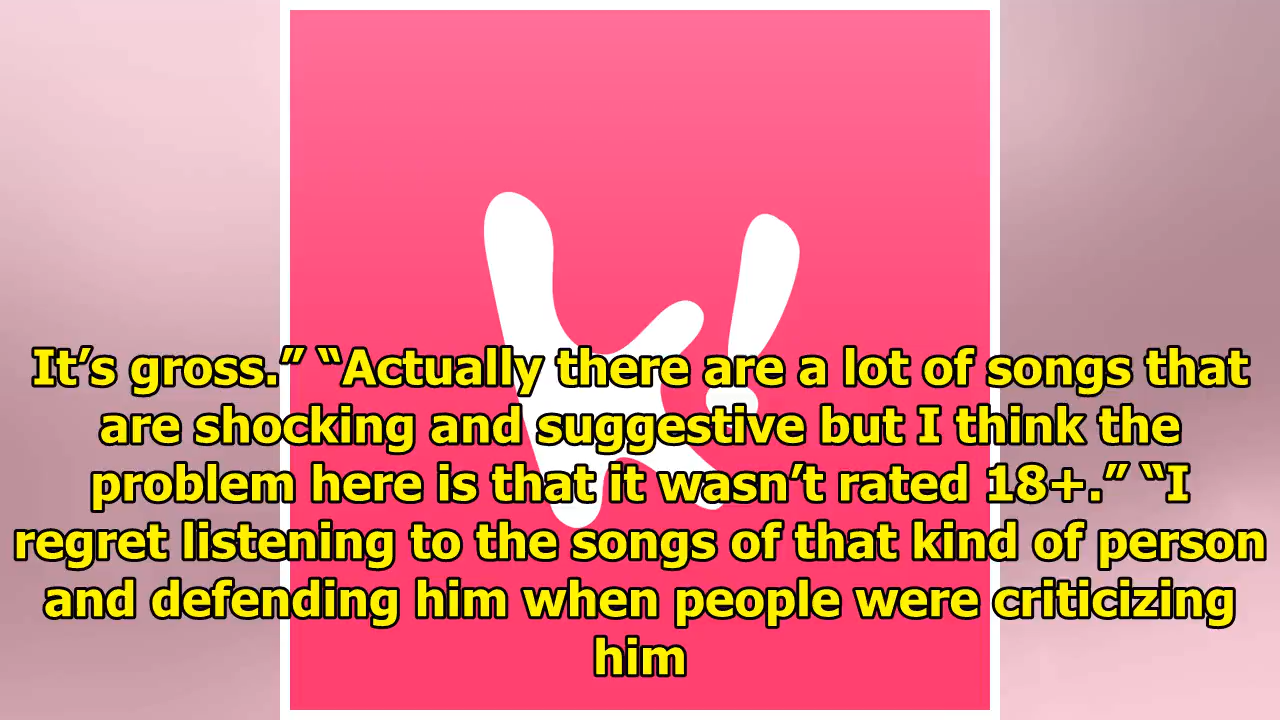 k!
It’s gross.” “Actually there are a lot of songs that
are shocking and suggestive but I think the
problem here is that it wasn’t rated 18+.” “I
regret listening to the songs of that kind of person
and defending him when people were criticizing
him